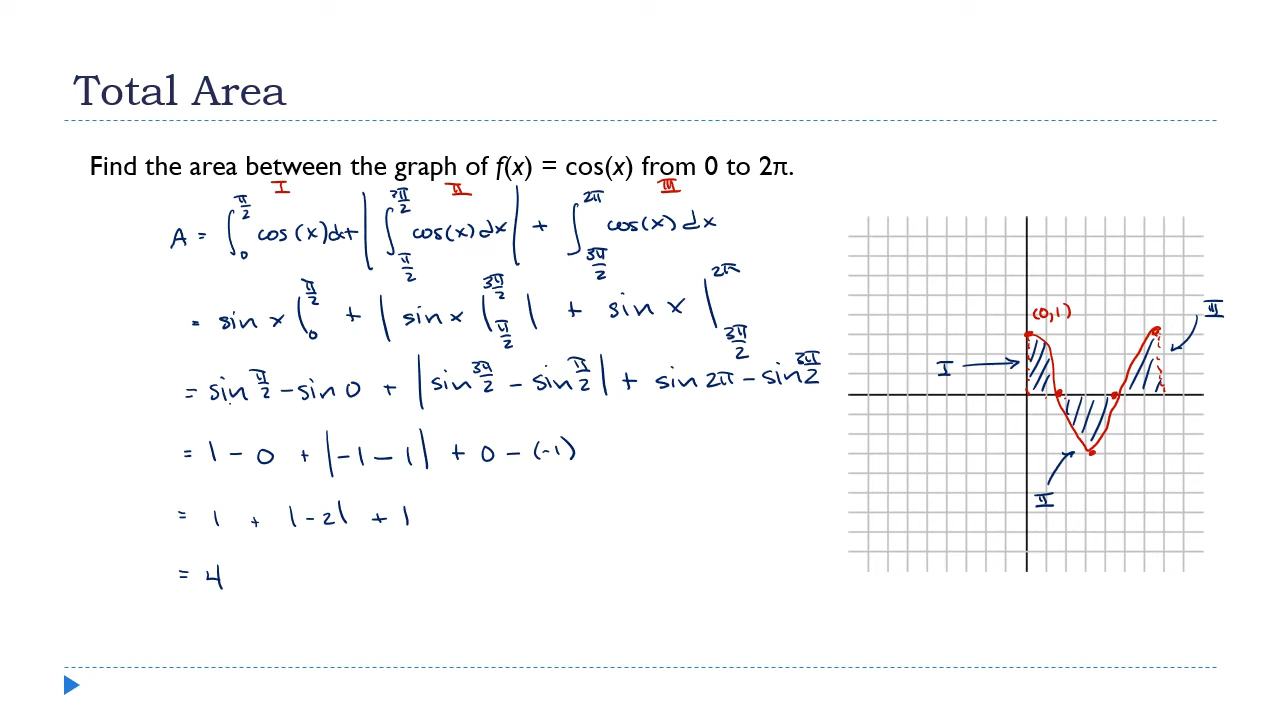 Total Area
Find the area between the graph of f(x) = cos(x) from 0 to 2π.
I II III
A = ∫₀^(π/2) cos(x)dx + |∫_(π/2)^(3π/2) cos(x)dx| + ∫_(3π/2)^(2π) cos(x)dx
= sin x |₀^(π/2) + | sin x |_(π/2)^(3π/2) | + sin x |_(3π/2)^(2π)
= sin π/2 - sin 0 + | sin 3π/2 - sin π/2 | + sin 2π - sin 3π/2
= 1 - 0 + |-1 - 1| + 0 - (-1)
= 1 + |-2| + 1
= 4
(0,1)
III
I
II